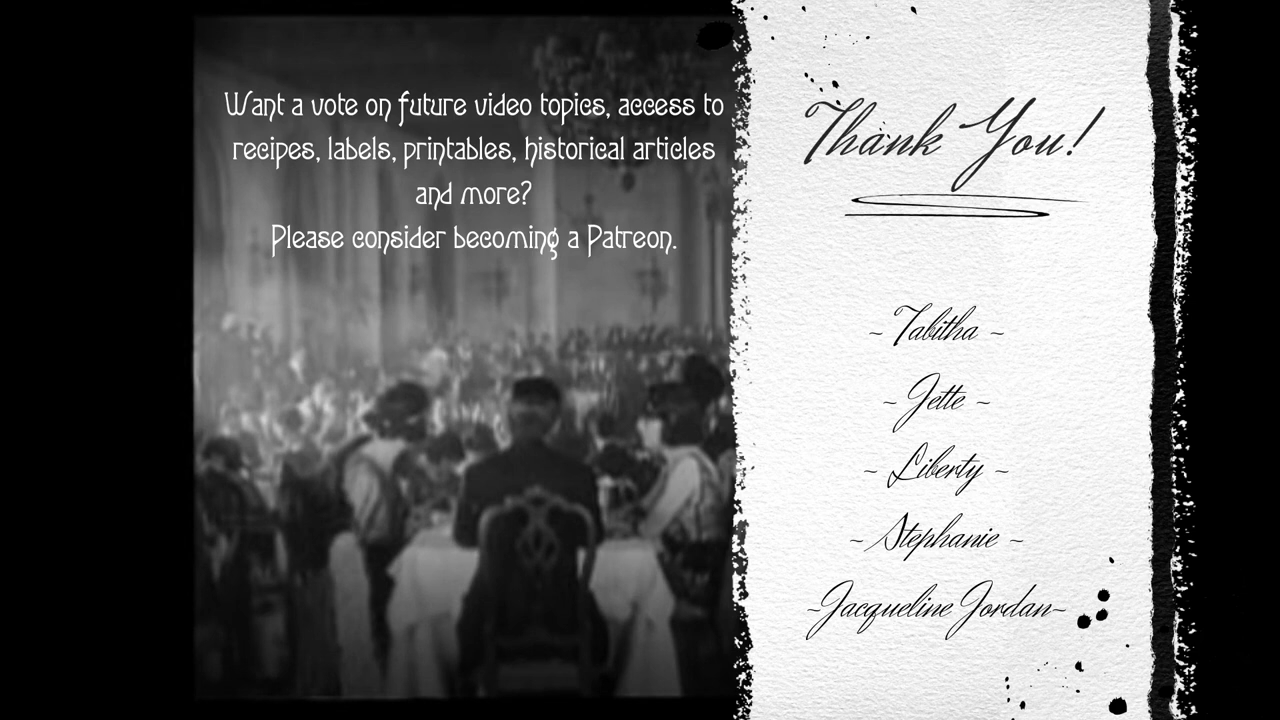 Want a vote on future video topics, access to
recipes, labels, printables, historical articles
and more?
Please consider becoming a Patreon.
Thank You!
~ Tabitha ~
~ Jette ~
~ Liberty ~
~ Stephanie ~
~Jacqueline Jordan~